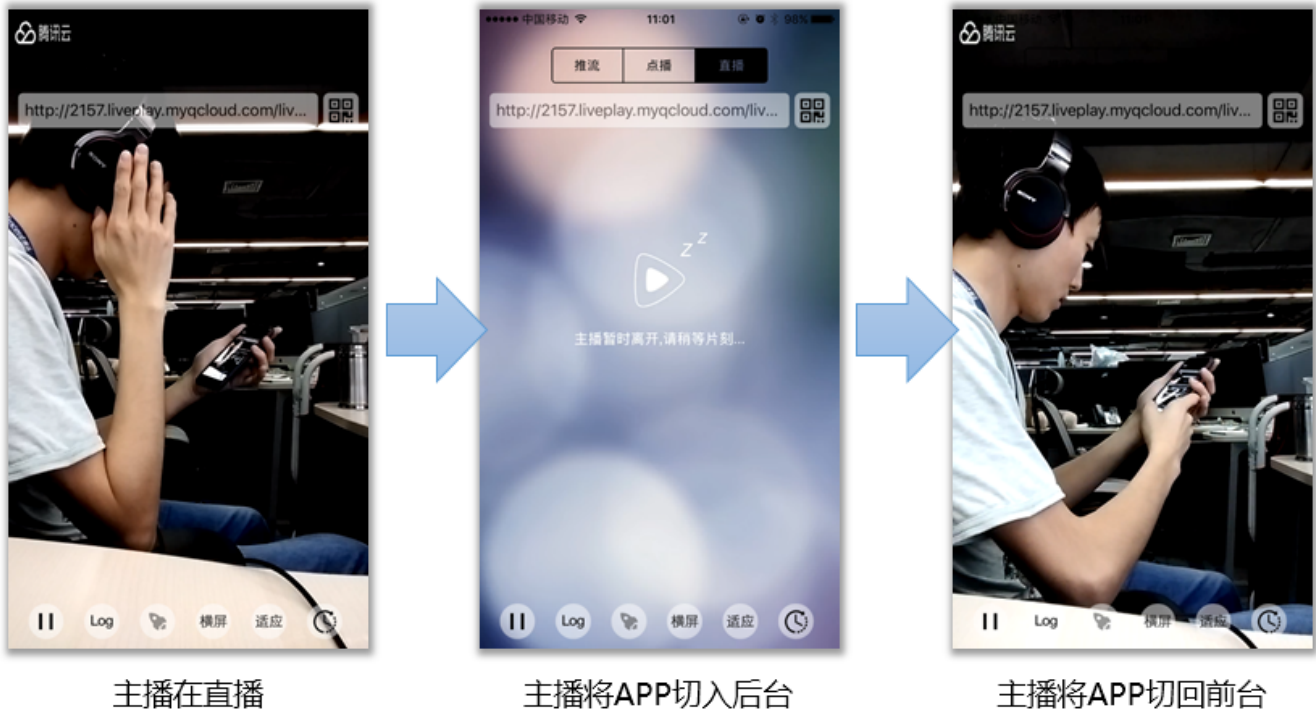 腾讯云
http://2157.liveplay.myqcloud.com/liv...
SONY
Log
横屏
适应
主播在直播
中国移动
11:01
98%
推流
点播
直播
http://2157.liveplay.myqcloud.com/liv...
z z
主播暂时离开,请稍等片刻...
Log
横屏
适应
主播将APP切入后台
腾讯云
http://2157.liveplay.myqcloud.com/liv...
SONY
Log
横屏
适应
主播将APP切回前台